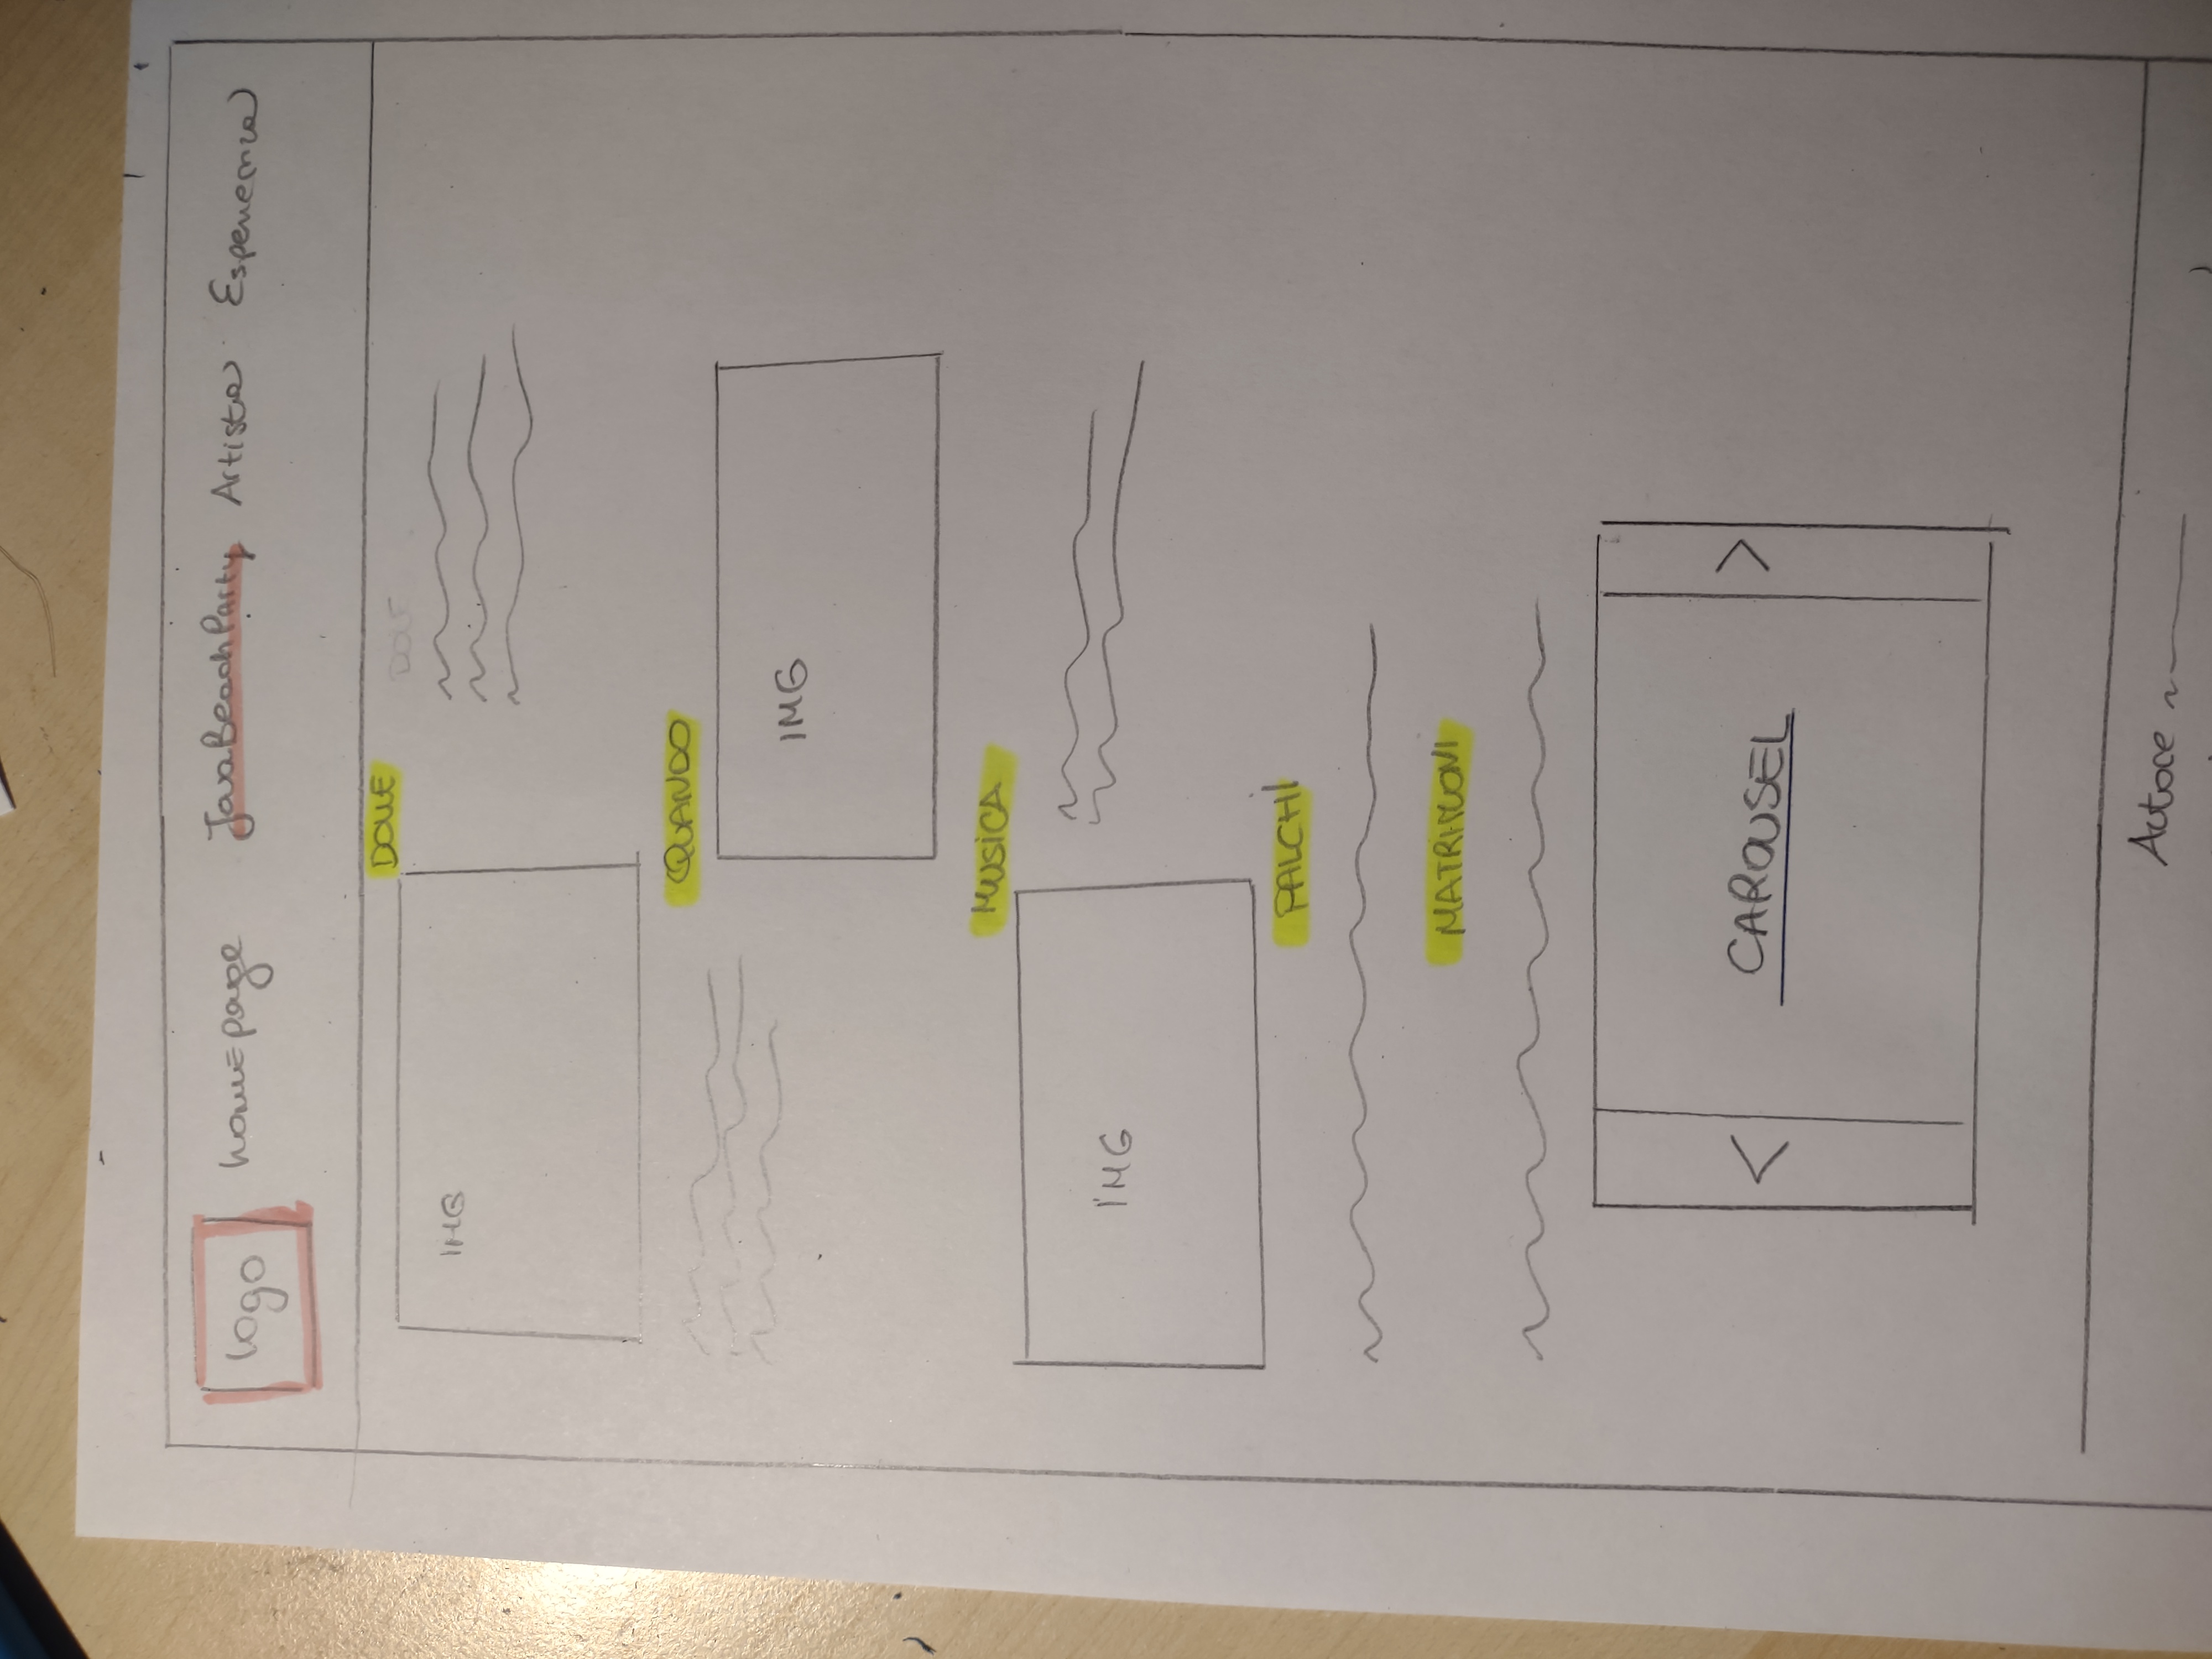 logo homepage JavaBeachParty Artista Esperienza
DOVE
DOVE
IMG
QUANDO
IMG
MUSICA
IMG
PALCHI
MATRIMONI
< CAROUSEL >
Autore